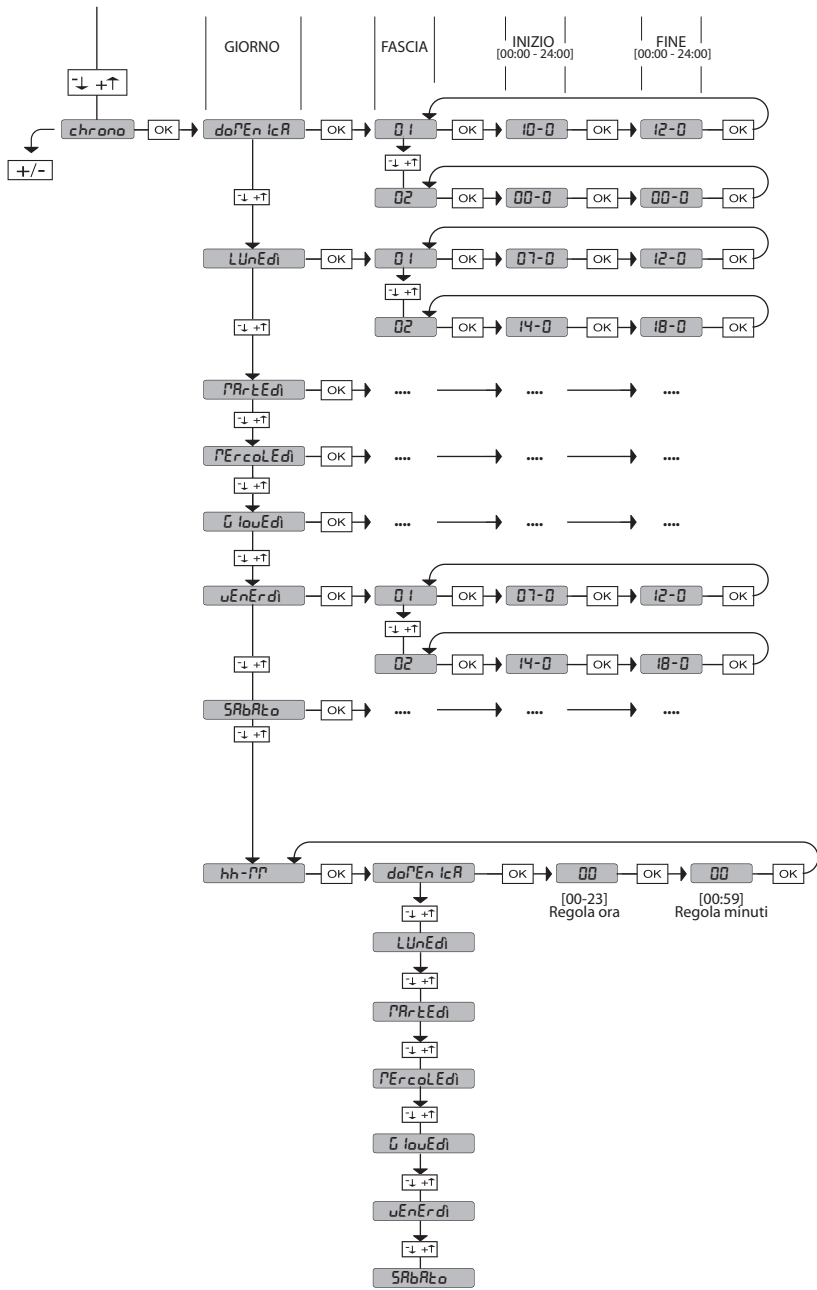 GIORNO FASCIA INIZIO FINE
[00:00 - 24:00] [00:00 - 24:00]
-↓ +↑
chrono OK doMEnIcA OK 01 OK 10-0 OK 12-0 OK
+/-
-↓ +↑
-↓ +↑ 02 OK 00-0 OK 00-0 OK
LUnEdì OK 01 OK 07-0 OK 12-0 OK
-↓ +↑
-↓ +↑ 02 OK 14-0 OK 18-0 OK
MArtEdì OK .... .... ....
-↓ +↑
MErcoLEdì OK .... .... ....
-↓ +↑
GIovEdì OK .... .... ....
-↓ +↑
vEnErdì OK 01 OK 07-0 OK 12-0 OK
-↓ +↑
-↓ +↑ 02 OK 14-0 OK 18-0 OK
SAbAto OK .... .... ....
-↓ +↑
hh-MM OK doMEnIcA OK 00 OK 00 OK
[00-23] [00:59]
Regola ora Regola minuti
-↓ +↑
LUnEdì
-↓ +↑
MArtEdì
-↓ +↑
MErcoLEdì
-↓ +↑
GIovEdì
-↓ +↑
vEnErdì
-↓ +↑
SAbAto